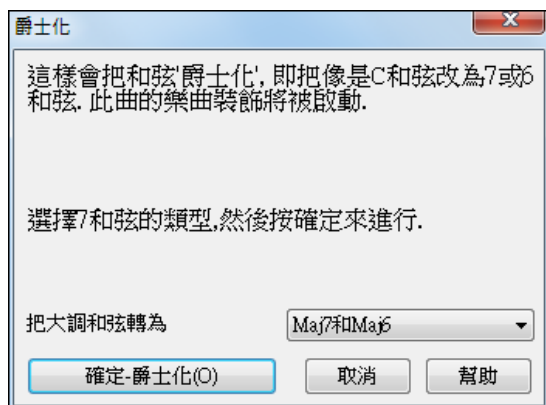 爵士化
這樣會把和弦'爵士化', 即把像是C和弦改為7或6
和弦. 此曲的樂曲裝飾將被啟動.
選擇7和弦的類型,然後按確定來進行.
把大調和弦轉為
Maj7和Maj6
確定-爵士化(O)
取消
幫助